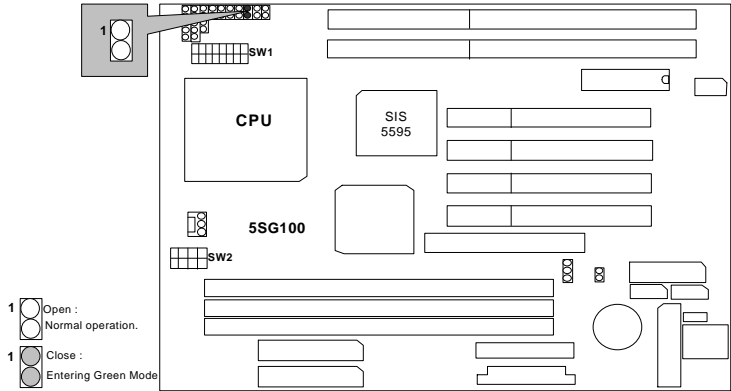 1
SW1
CPU
SIS
5595
5SG100
SW2
1 Open :
Normal operation.
1 Close :
Entering Green Mode